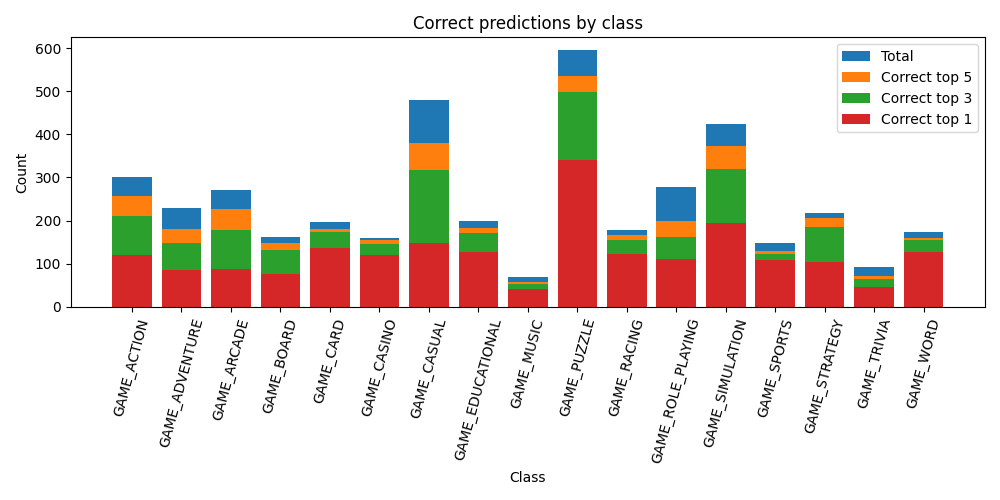 Correct predictions by class
Total
Correct top 5
Correct top 3
Correct top 1
Count
600
500
400
300
200
100
0
GAME_ACTION
GAME_ADVENTURE
GAME_ARCADE
GAME_BOARD
GAME_CARD
GAME_CASINO
GAME_CASUAL
GAME_EDUCATIONAL
GAME_MUSIC
GAME_PUZZLE
GAME_RACING
GAME_ROLE_PLAYING
GAME_SIMULATION
GAME_SPORTS
GAME_STRATEGY
GAME_TRIVIA
GAME_WORD
Class